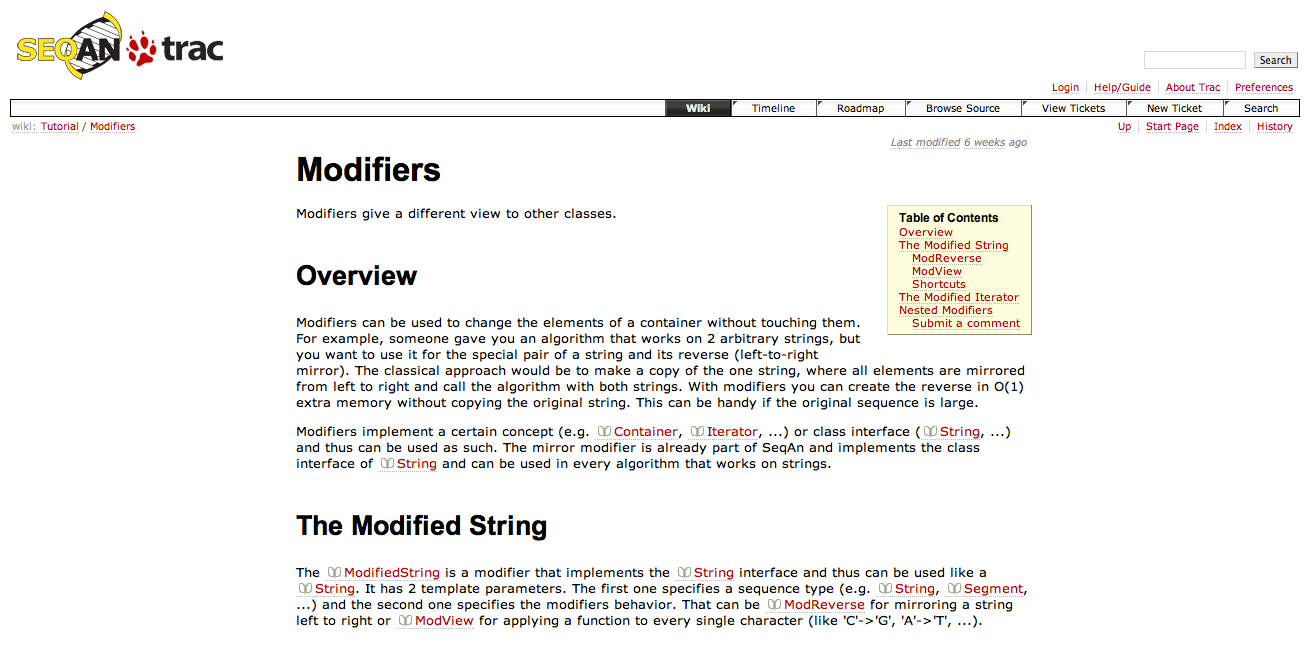 SEQAN trac
Search
Login Help/Guide About Trac Preferences
Wiki Timeline Roadmap Browse Source View Tickets New Ticket Search
wiki: Tutorial / Modifiers
Up Start Page Index History
Last modified 6 weeks ago
Modifiers
Modifiers give a different view to other classes.
Table of Contents
Overview
The Modified String
ModReverse
ModView
Shortcuts
The Modified Iterator
Nested Modifiers
Submit a comment
Overview
Modifiers can be used to change the elements of a container without touching them.
For example, someone gave you an algorithm that works on 2 arbitrary strings, but
you want to use it for the special pair of a string and its reverse (left-to-right
mirror). The classical approach would be to make a copy of the one string, where all elements are mirrored
from left to right and call the algorithm with both strings. With modifiers you can create the reverse in O(1)
extra memory without copying the original string. This can be handy if the original sequence is large.
Modifiers implement a certain concept (e.g. Container, Iterator, ...) or class interface (String, ...)
and thus can be used as such. The mirror modifier is already part of SeqAn and implements the class
interface of String and can be used in every algorithm that works on strings.
The Modified String
The ModifiedString is a modifier that implements the String interface and thus can be used like a
String. It has 2 template parameters. The first one specifies a sequence type (e.g. String, Segment,
...) and the second one specifies the modifiers behavior. That can be ModReverse for mirroring a string
left to right or ModView for applying a function to every single character (like 'C'->'G', 'A'->'T', ...).